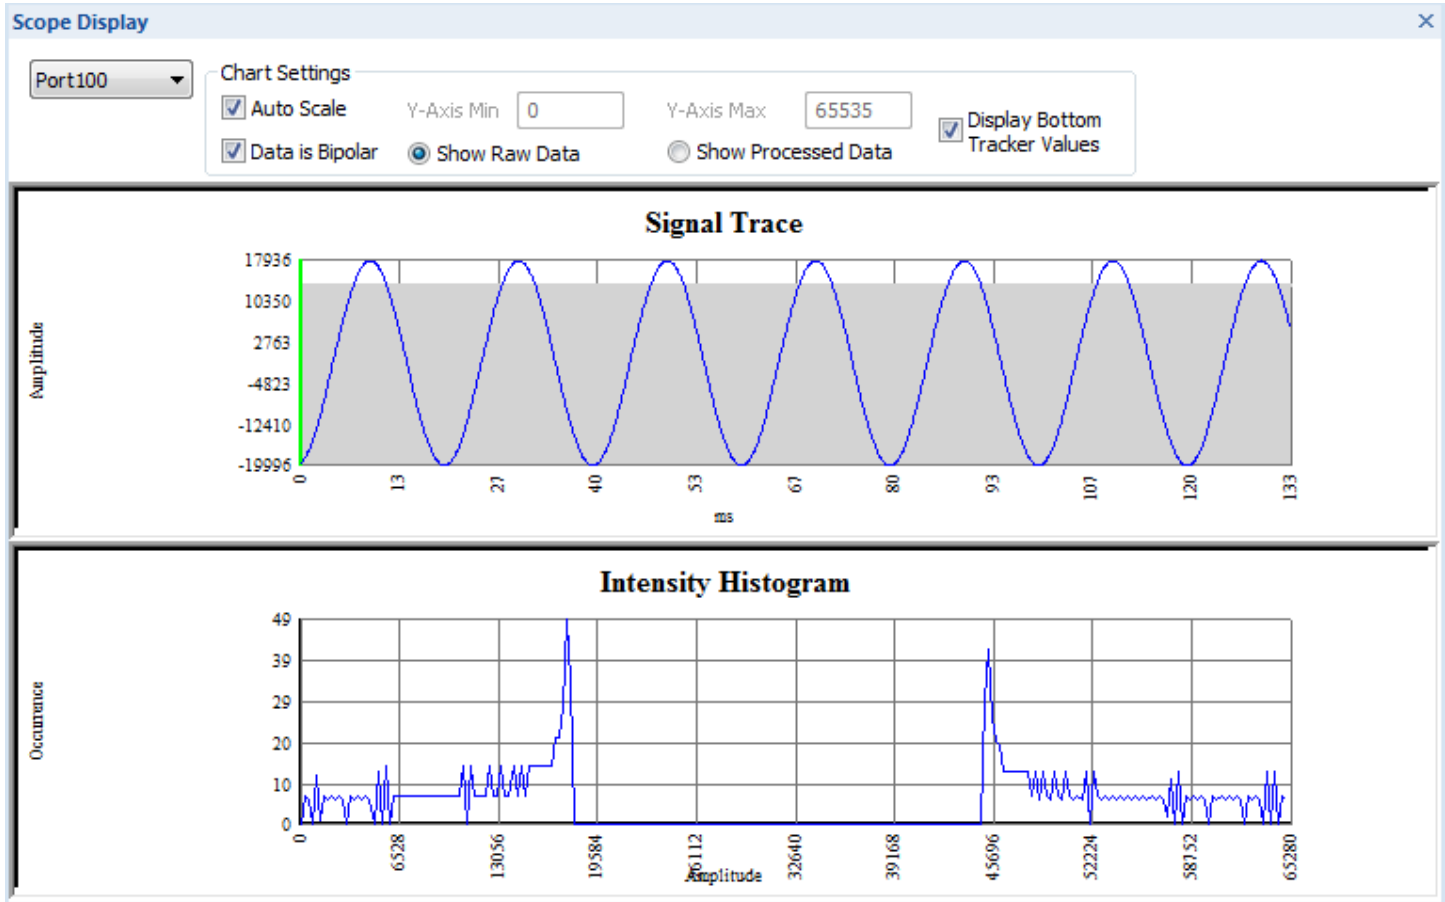 Scope Display
Port100
Chart Settings
Auto Scale
Y-Axis Min
0
Y-Axis Max
65535
Display Bottom
Tracker Values
Data is Bipolar
Show Raw Data
Show Processed Data
Signal Trace
Amplitude
17936
10350
2763
-4823
-12410
-19996
0
13
27
40
53
67
80
93
107
120
133
ms
Intensity Histogram
Occurrence
49
39
29
20
10
0
0
6528
13056
19584
26112
32640
39168
45696
52224
58752
65280
Amplitude